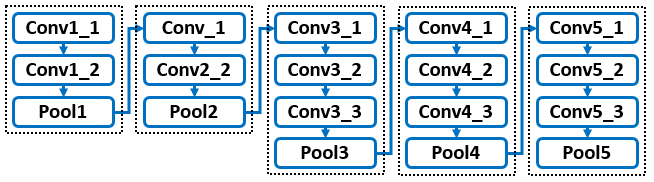 Conv1_1
Conv1_2
Pool1
Conv_1
Conv2_2
Pool2
Conv3_1
Conv3_2
Conv3_3
Pool3
Conv4_1
Conv4_2
Conv4_3
Pool4
Conv5_1
Conv5_2
Conv5_3
Pool5